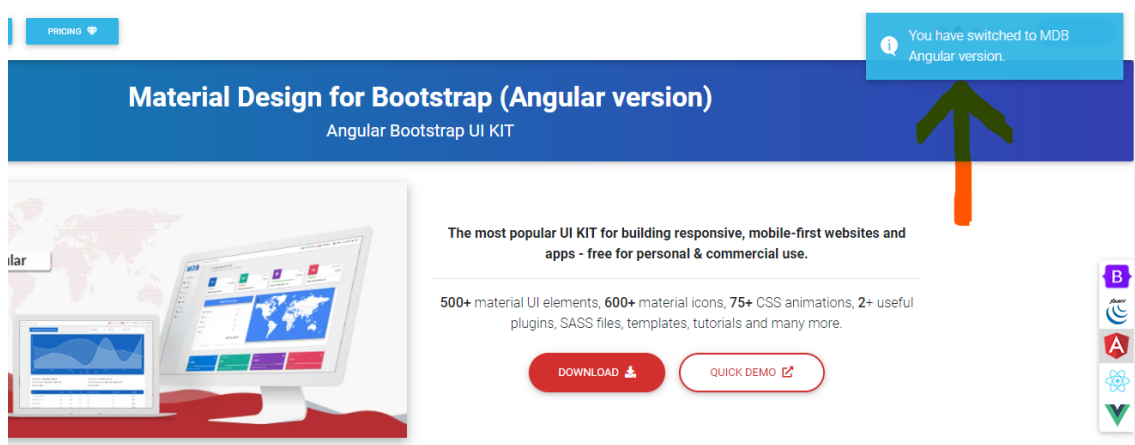 PRICING
You have switched to MDB
Angular version.
Material Design for Bootstrap (Angular version)
Angular Bootstrap UI KIT
The most popular UI KIT for building responsive, mobile-first websites and
apps - free for personal & commercial use.
500+ material UI elements, 600+ material icons, 75+ CSS animations, 2+ useful
plugins, SASS files, templates, tutorials and many more.
DOWNLOAD
QUICK DEMO
lar
MDB
B
jQuery
A